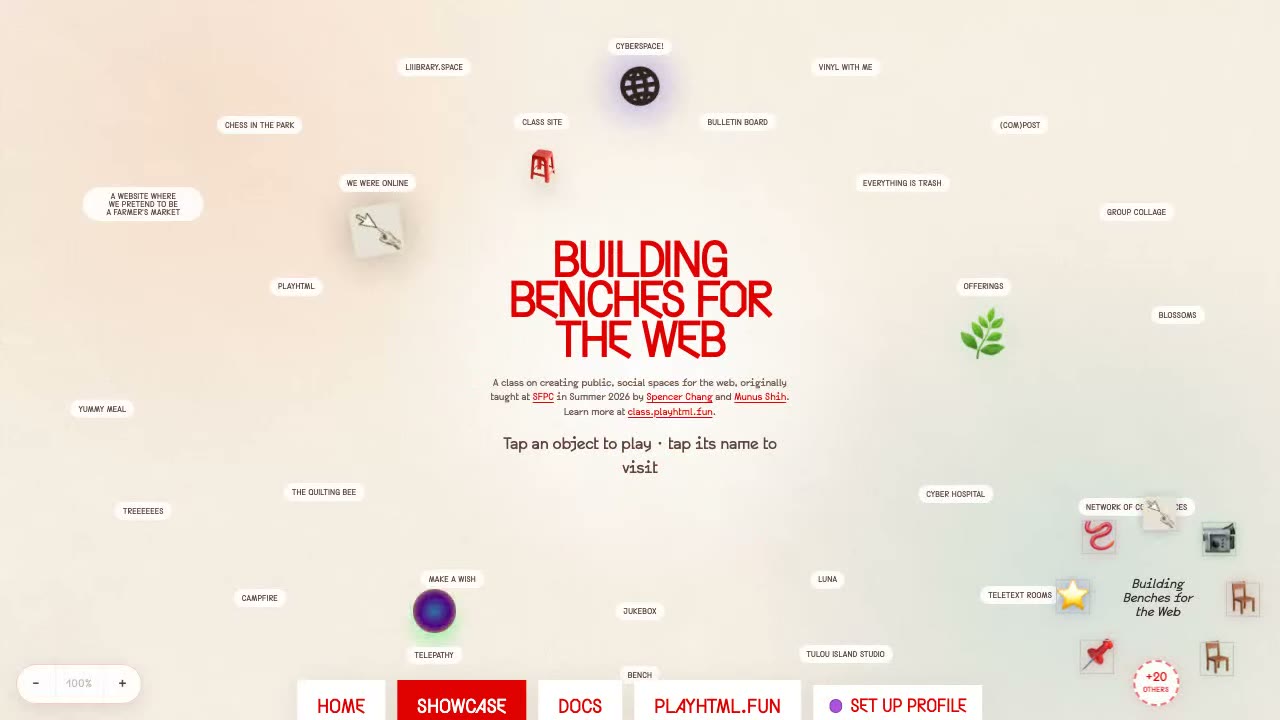 CYBERSPACE!
LIIIBRARY.SPACE
VINYL WITH ME
CLASS SITE
BULLETIN BOARD
CHESS IN THE PARK
(COM)POST
WE WERE ONLINE
EVERYTHING IS TRASH
A WEBSITE WHERE
WE PRETEND TO BE
A FARMER'S MARKET
GROUP COLLAGE
BUILDING
BENCHES FOR
THE WEB
PLAYHTML
OFFERINGS
BLOSSOMS
A class on creating public, social spaces for the web, originally
taught at SFPC in Summer 2026 by Spencer Chang and Munus Shih.
Learn more at class.playhtml.fun.
YUMMY MEAL
Tap an object to play · tap its name to
visit
THE QUILTING BEE
CYBER HOSPITAL
TREEEEEES
NETWORK OF
MAKE A WISH
LUNA
CAMPFIRE
JUKEBOX
TELETEXT ROOMS
Building
Benches for
the Web
TELEPATHY
TULOU ISLAND STUDIO
BENCH
+20
OTHERS
- 100% +
HOME
SHOWCASE
DOCS
PLAYHTML.FUN
SET UP PROFILE